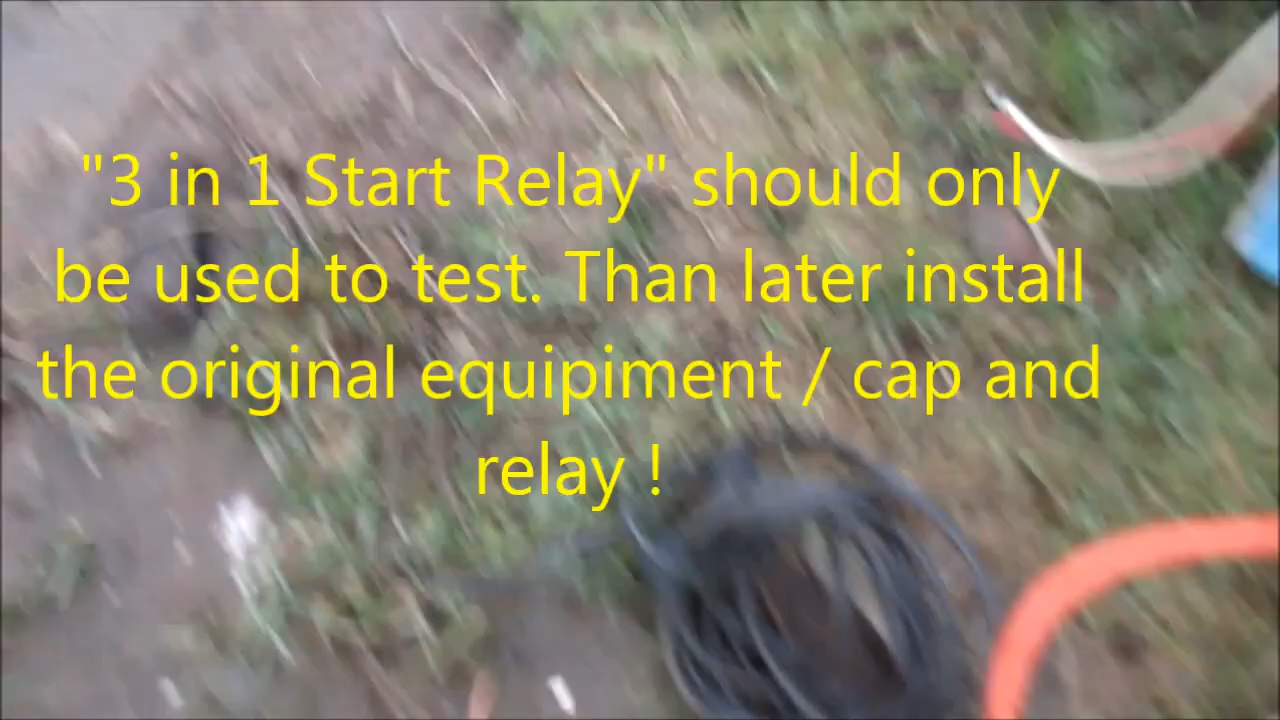 "3 in 1 Start Relay" should only
be used to test. Than later install
the original equipiment / cap and
relay !